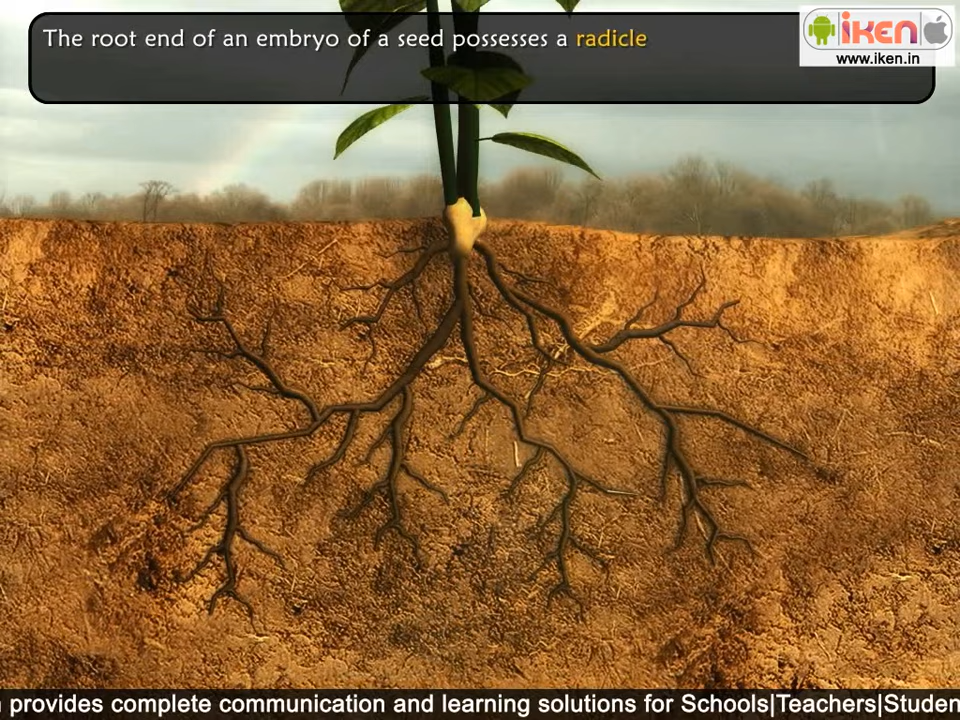 The root end of an embryo of a seed possesses a radicle
iken
www.iken.in
provides complete communication and learning solutions for Schools|Teachers|Studen